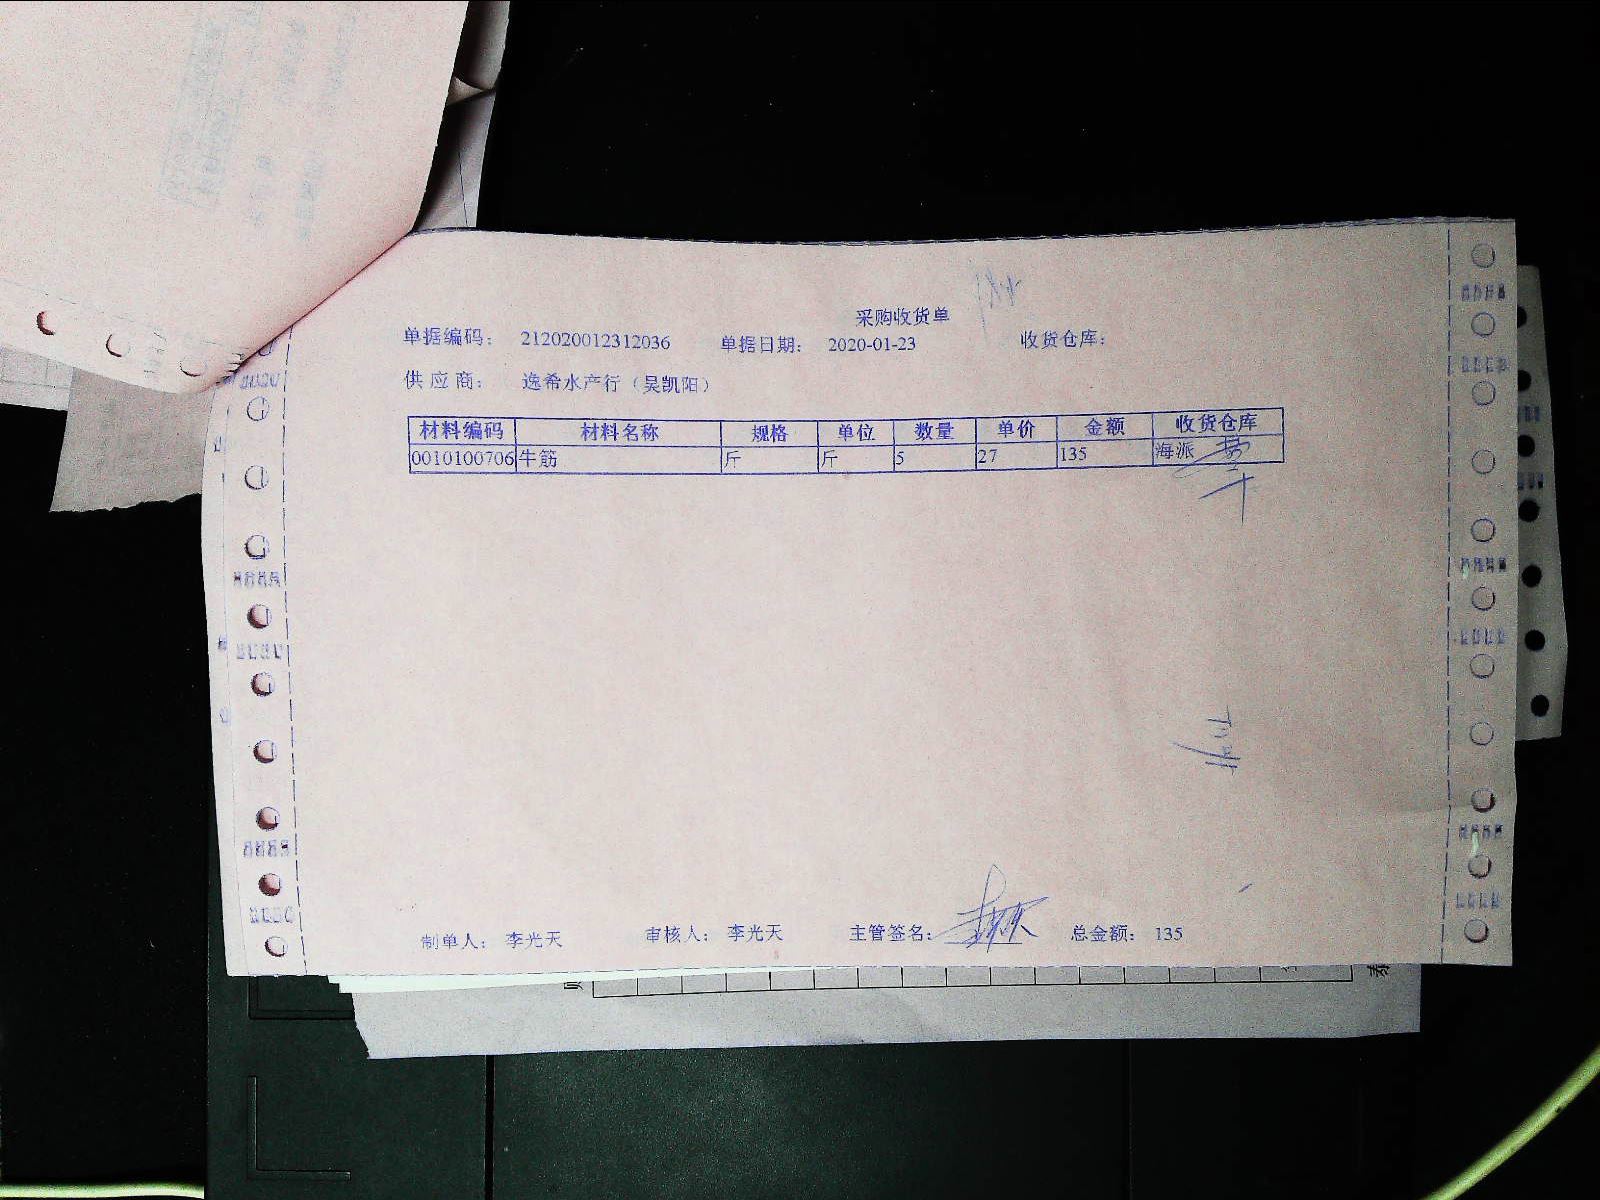 采购收货单
单据编码： 212020012312036 单据日期： 2020-01-23 收货仓库：
供应商： 逸希水产行（吴凯阳）
材料编码 材料名称 规格 单位 数量 单价 金额 收货仓库
0010100706 牛筋 斤 斤 5 27 135 海派
制单人： 李光天 审核人： 李光天 主管签名： 总金额： 135